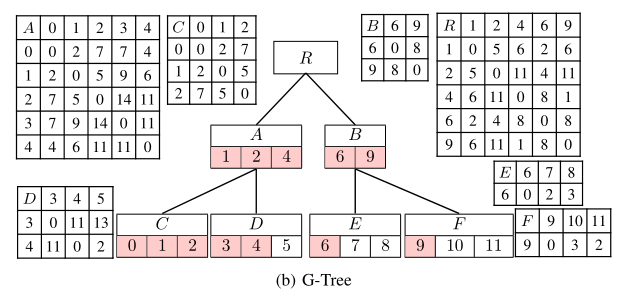 A 0 1 2 3 4
0 0 2 7 7 4
1 2 0 5 9 6
2 7 5 0 14 11
3 7 9 14 0 11
4 4 6 11 11 0
C 0 1 2
0 0 2 7
1 2 0 5
2 7 5 0
R
B 6 9
6 0 8
9 8 0
R 1 2 4 6 9
1 0 5 6 2 6
2 5 0 11 4 11
4 6 11 0 8 1
6 2 4 8 0 8
9 6 11 1 8 0
A
1 2 4
B
6 9
E 6 7 8
6 0 2 3
D 3 4 5
3 0 11 13
4 11 0 2
C
0 1 2
D
3 4 5
E
6 7 8
F
9 10 11
F 9 10 11
9 0 3 2
(b) G-Tree